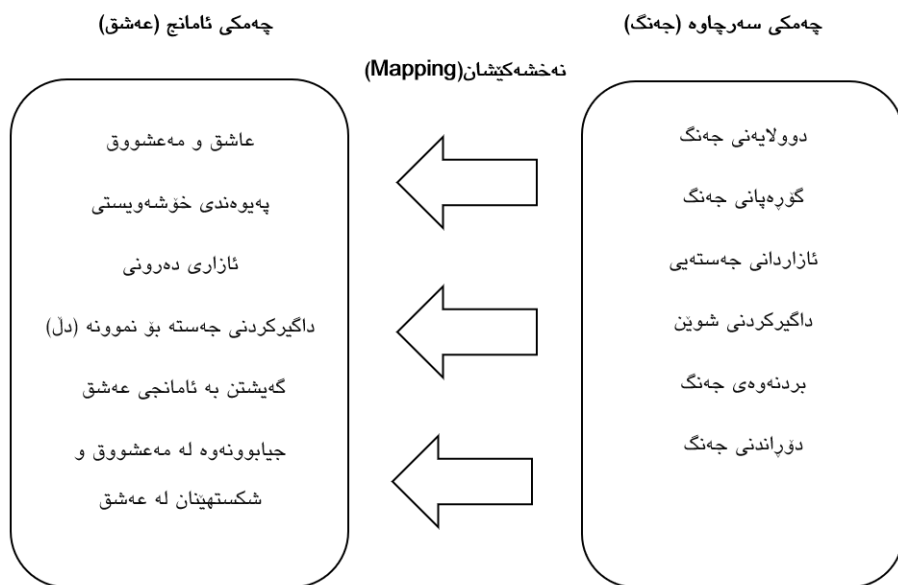 چەمکی سەرچاوە (جەنگ)
چەمکی ئامانج (عەشق)
نەخشەکێشان(Mapping)
دوولایەنی جەنگ
گۆڕەپانی جەنگ
ئازاردانی جەستەیی
داگیرکردنی شوێن
بردنەوەی جەنگ
دۆڕاندنی جەنگ
عاشق و مەعشووق
پەیوەندی خۆشەویستی
ئازاری دەرونی
داگیرکردنی جەستە بۆ نموونە (دڵ)
گەیشتن بە ئامانجی عەشق
جیابوونەوە لە مەعشووق و
شکستهێنان لە عەشق